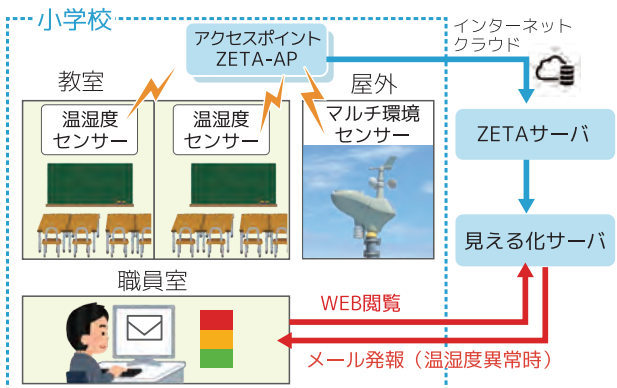 小学校
アクセスポイント
ZETA-AP
インターネット
クラウド
教室
屋外
温湿度
センサー
温湿度
センサー
マルチ環境
センサー
ZETAサーバ
見える化サーバ
職員室
WEB閲覧
メール発報（温湿度異常時）